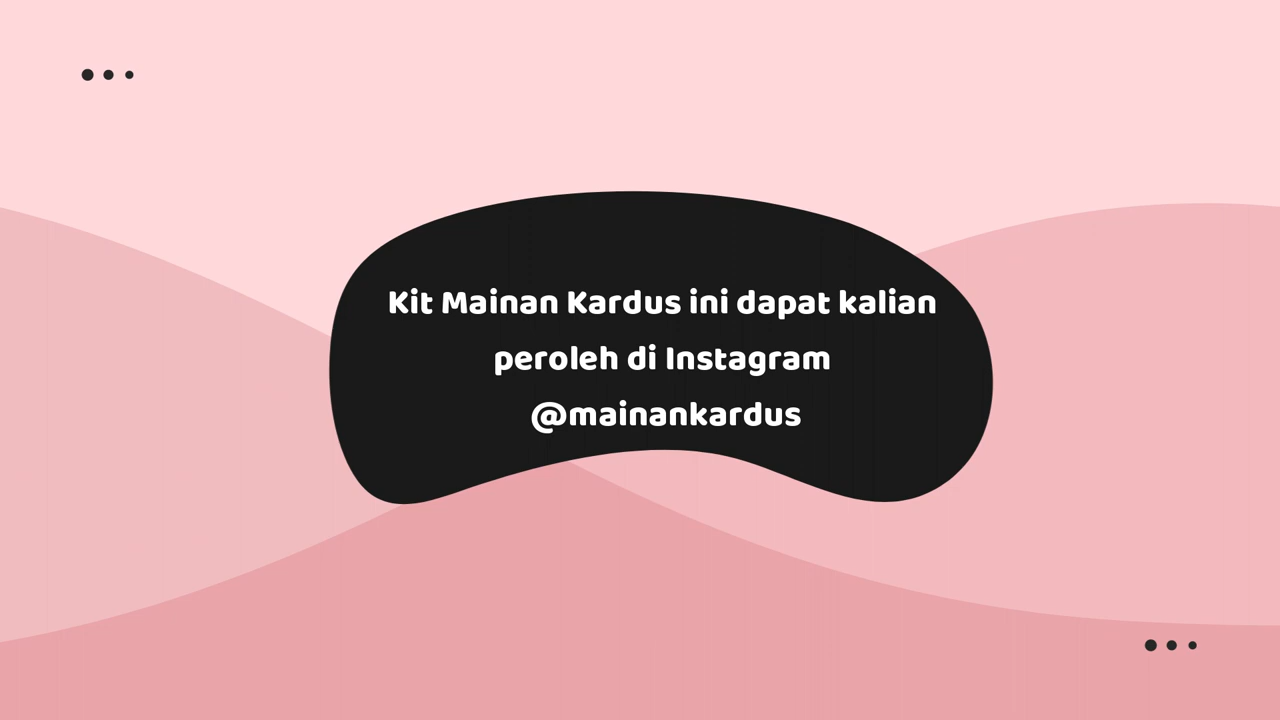 Kit Mainan Kardus ini dapat kalian
peroleh di Instagram
@mainankardus